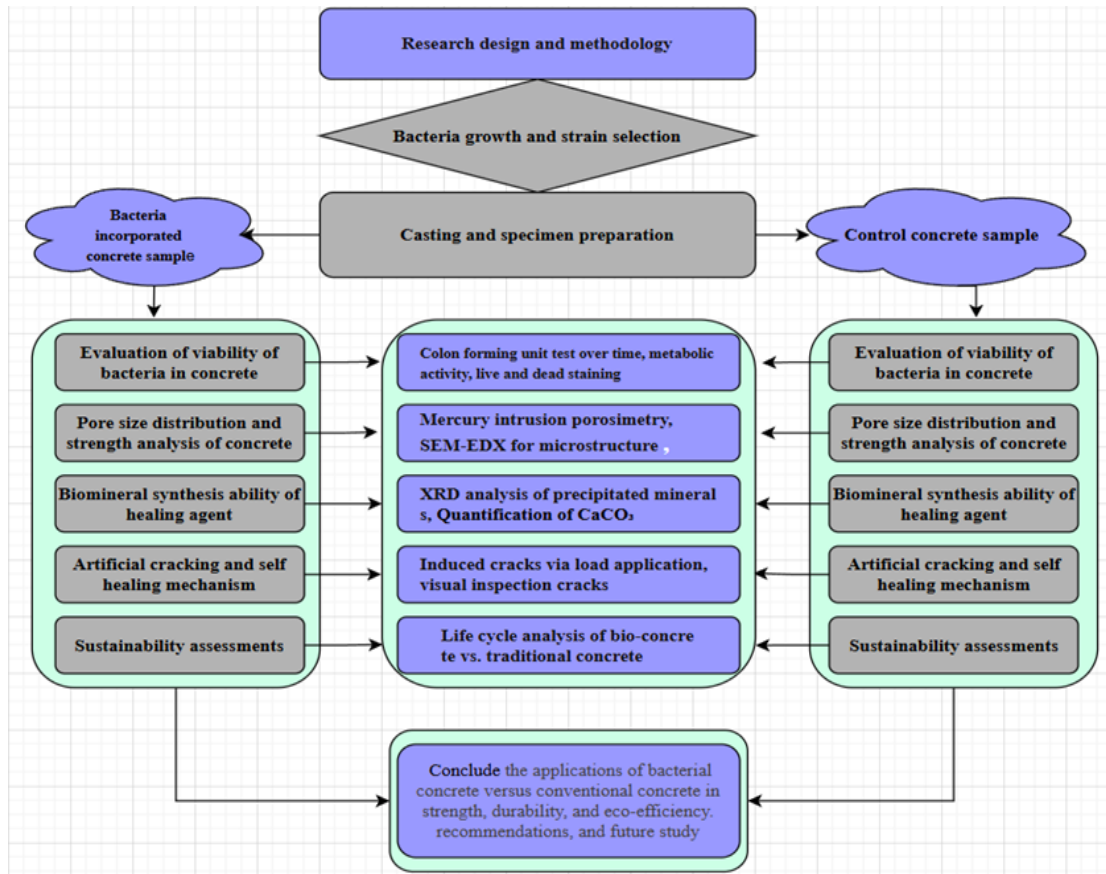 Research design and methodology
Bacteria growth and strain selection
Casting and specimen preparation
Bacteria
incorporated
concrete sample
Control concrete sample
Evaluation of viability of
bacteria in concrete
Pore size distribution and
strength analysis of concrete
Biomineral synthesis ability of
healing agent
Artificial cracking and self
healing mechanism
Sustainability assessments
Colon forming unit test over time, metabolic
activity, live and dead staining
Mercury intrusion porosimetry,
SEM-EDX for microstructure ,
XRD analysis of precipitated mineral
s, Quantification of CaCO₃
Induced cracks via load application,
visual inspection cracks
Life cycle analysis of bio-concre
te vs. traditional concrete
Evaluation of viability of
bacteria in concrete
Pore size distribution and
strength analysis of concrete
Biomineral synthesis ability of
healing agent
Artificial cracking and self
healing mechanism
Sustainability assessments
Conclude the applications of bacterial
concrete versus conventional concrete in
strength, durability, and eco-efficiency.
recommendations, and future study